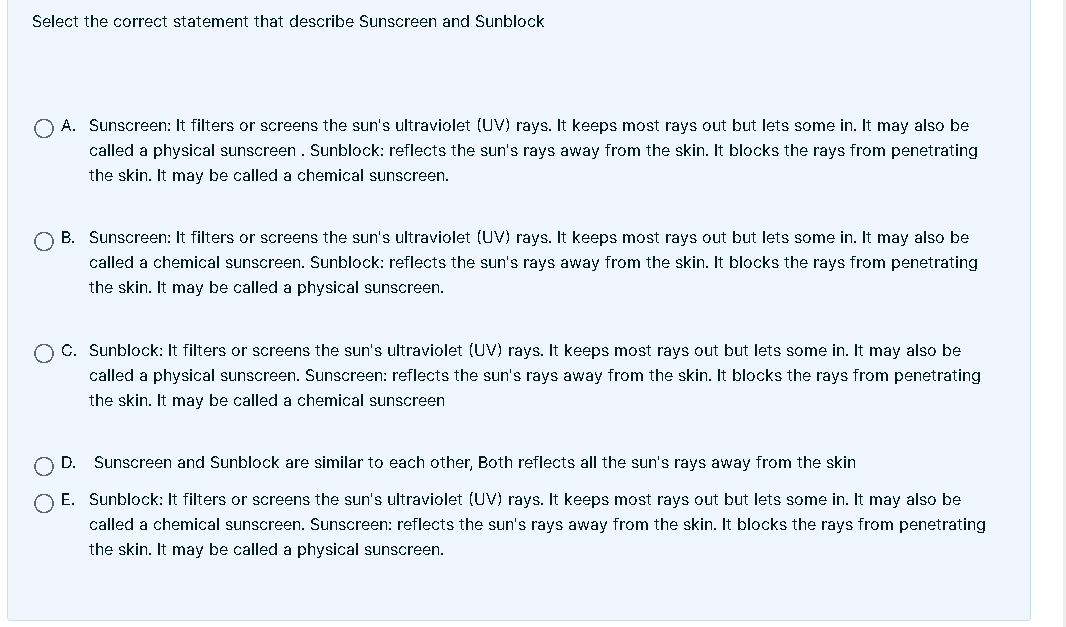 Select the correct statement that describe Sunscreen and Sunblock
A. Sunscreen: It filters or screens the sun's ultraviolet (UV) rays. It keeps most rays out but lets some in. It may also be
called a physical sunscreen . Sunblock: reflects the sun's rays away from the skin. It blocks the rays from penetrating
the skin. It may be called a chemical sunscreen.
B. Sunscreen: It filters or screens the sun's ultraviolet (UV) rays. It keeps most rays out but lets some in. It may also be
called a chemical sunscreen. Sunblock: reflects the sun's rays away from the skin. It blocks the rays from penetrating
the skin. It may be called a physical sunscreen.
C. Sunblock: It filters or screens the sun's ultraviolet (UV) rays. It keeps most rays out but lets some in. It may also be
called a physical sunscreen. Sunscreen: reflects the sun's rays away from the skin. It blocks the rays from penetrating
the skin. It may be called a chemical sunscreen
D. Sunscreen and Sunblock are similar to each other, Both reflects all the sun's rays away from the skin
E. Sunblock: It filters or screens the sun's ultraviolet (UV) rays. It keeps most rays out but lets some in. It may also be
called a chemical sunscreen. Sunscreen: reflects the sun's rays away from the skin. It blocks the rays from penetrating
the skin. It may be called a physical sunscreen.